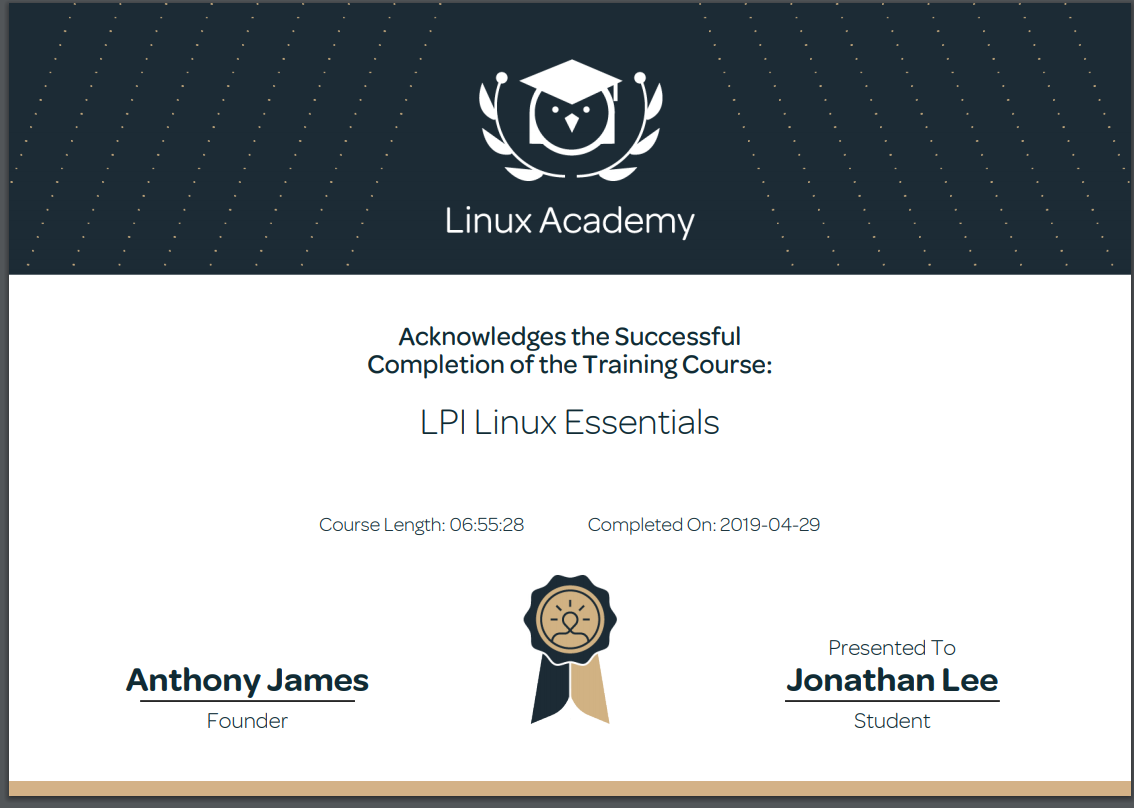 Linux Academy
Acknowledges the Successful
Completion of the Training Course:
LPI Linux Essentials
Course Length: 06:55:28
Completed On: 2019-04-29
Anthony James
Founder
Presented To
Jonathan Lee
Student